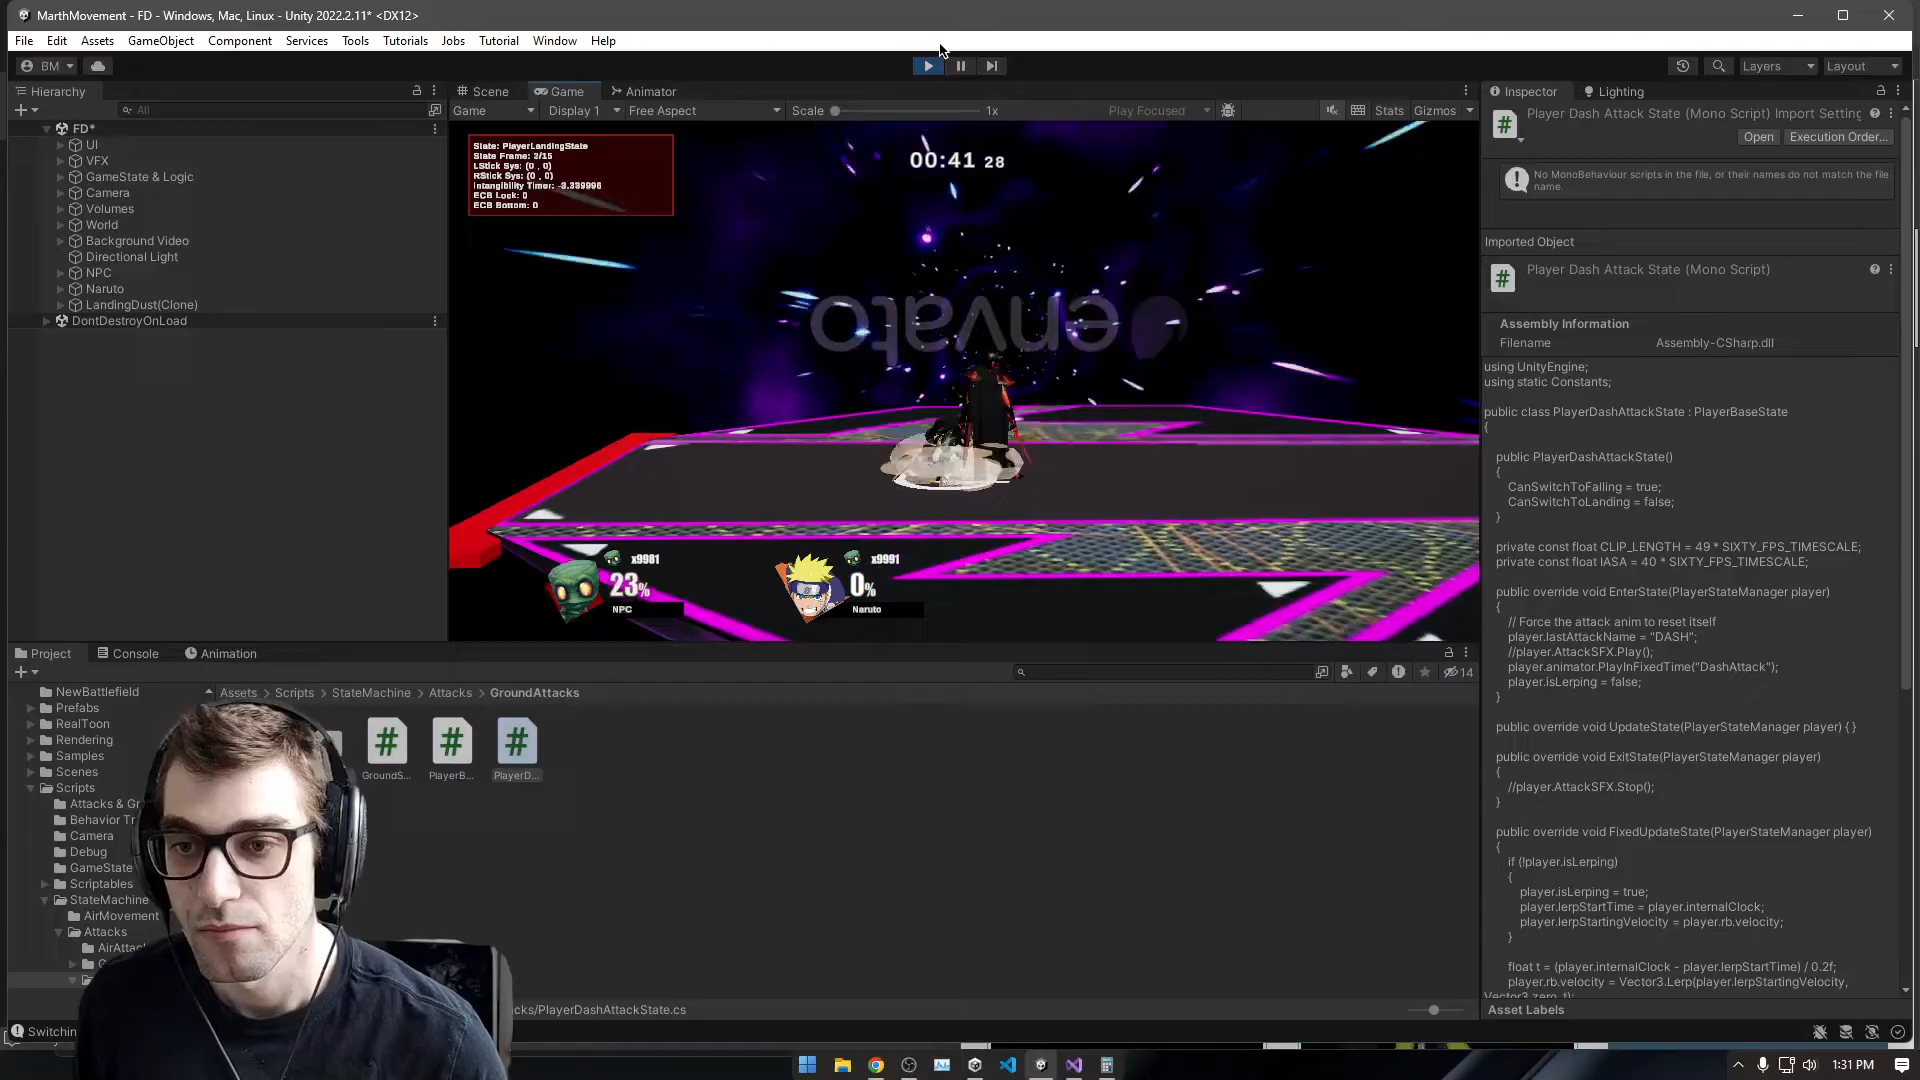 MarthMovement - FD - Windows, Mac, Linux - Unity 2022.2.11* <DX12>
File Edit Assets GameObject Component Services Tools Tutorials Jobs Tutorial Window Help
BM
Layers
Layout
Hierarchy
All
FD*
UI
VFX
GameState & Logic
Camera
Volumes
World
Background Video
Directional Light
NPC
Naruto
LandingDust(Clone)
DontDestroyOnLoad
Scene Game Animator
Game Display 1 Free Aspect Scale 1x Play Focused Stats Gizmos
State: PlayerLandingState
State Frame: 2/15
LStick Sys: (0 , 0)
RStick Sys: (0 , 0)
Intangibility Timer: -3.339996
ECB Lock: 0
ECB Bottom: 0
00:41 28
envato
x9981
23%
NPC
x9991
0%
Naruto
Inspector Lighting
Player Dash Attack State (Mono Script) Import Setting
Open Execution Order...
No MonoBehaviour scripts in the file, or their names do not match the file
name.
Imported Object
Player Dash Attack State (Mono Script)
Assembly Information
Filename Assembly-CSharp.dll
using UnityEngine;
using static Constants;
public class PlayerDashAttackState : PlayerBaseState
{
public PlayerDashAttackState()
{
CanSwitchToFalling = true;
CanSwitchToLanding = false;
}
private const float CLIP_LENGTH = 49 * SIXTY_FPS_TIMESCALE;
private const float IASA = 40 * SIXTY_FPS_TIMESCALE;
public override void EnterState(PlayerStateManager player)
{
// Force the attack anim to reset itself
player.lastAttackName = "DASH";
//player.AttackSFX.Play();
player.animator.PlayInFixedTime("DashAttack");
player.isLerping = false;
}
public override void UpdateState(PlayerStateManager player) { }
public override void ExitState(PlayerStateManager player)
{
//player.AttackSFX.Stop();
}
public override void FixedUpdateState(PlayerStateManager player)
{
if (!player.isLerping)
{
player.isLerping = true;
player.lerpStartTime = player.internalClock;
player.lerpStartingVelocity = player.rb.velocity;
}
float t = (player.internalClock - player.lerpStartTime) / 0.2f;
player.rb.velocity = Vector3.Lerp(player.lerpStartingVelocity,
Vector3.zero, t);
Asset Labels
Project Console Animation
14
NewBattlefield
Prefabs
RealToon
Rendering
Samples
Scenes
Scripts
Attacks & Gr
Behavior Tr
Camera
Debug
GameState
Scriptables
StateMachine
AirMovement
Attacks
AirAttac
G
Assets > Scripts > StateMachine > Attacks > GroundAttacks
GroundS...
PlayerB...
PlayerD...
cks/PlayerDashAttackState.cs
Switchin
1:31 PM